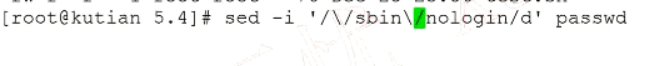 [root@kutian 5.4]# sed -i '/\/sbin\/nologin/d' passwd